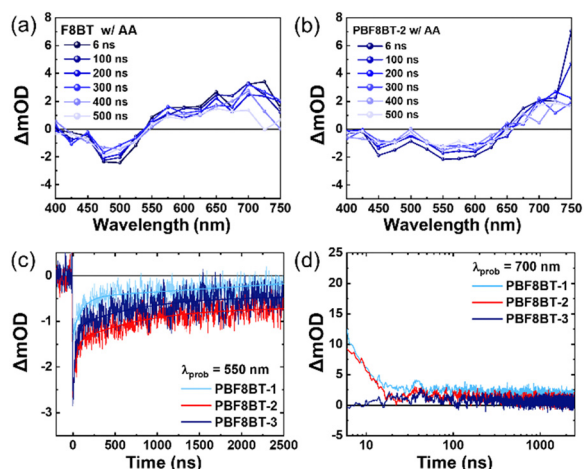 (a)
F8BT w/ AA
6 ns
100 ns
200 ns
300 ns
400 ns
500 ns
ΔmOD
8
6
4
2
0
-2
-4
-6
400 450 500 550 600 650 700 750
Wavelength (nm)
(b)
PBF8BT-2 w/ AA
6 ns
100 ns
200 ns
300 ns
400 ns
500 ns
ΔmOD
8
6
4
2
0
-2
-4
-6
400 450 500 550 600 650 700 750
Wavelength (nm)
(c)
λprob = 550 nm
PBF8BT-1
PBF8BT-2
PBF8BT-3
ΔmOD
0
-1
-2
-3
0 500 1000 1500 2000 2500
Time (ns)
(d)
λprob = 700 nm
PBF8BT-1
PBF8BT-2
PBF8BT-3
ΔmOD
25
20
15
10
5
0
-5
10 100 1000
Time (ns)